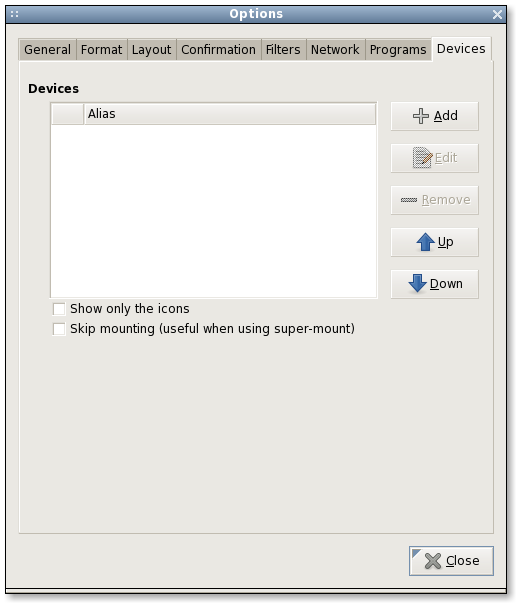 Options
General Format Layout Confirmation Filters Network Programs Devices
Devices
Alias
Add
Edit
Remove
Up
Down
Show only the icons
Skip mounting (useful when using super-mount)
Close